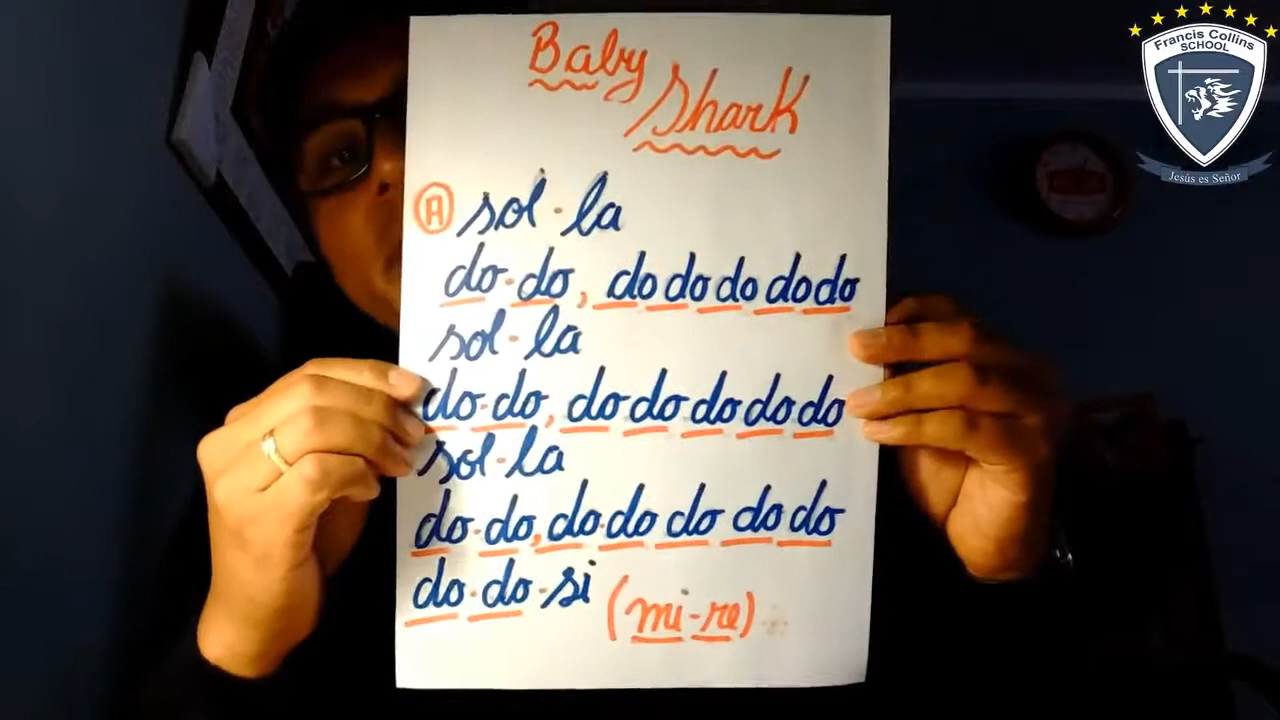 Baby
Shark
A sol · la
do · do, do do do do do
sol · la
do · do, do do do do do
sol · la
do · do, do do do do do
do · do · si (mi - re)
Francis Collins
SCHOOL
Jesús es Señor